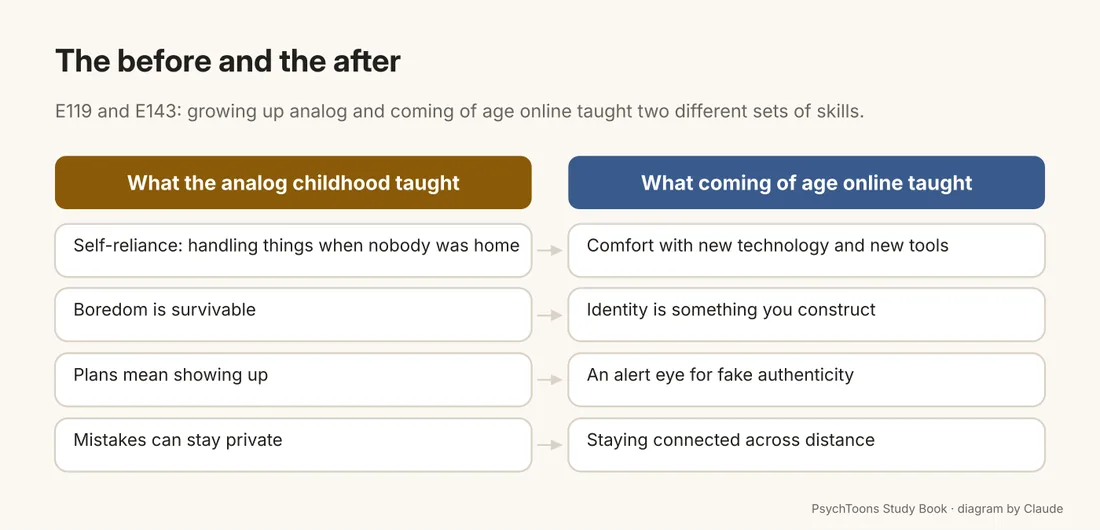 The before and the after
E119 and E143: growing up analog and coming of age online taught two different sets of skills.
What the analog childhood taught
What coming of age online taught
Self-reliance: handling things when nobody was home
Comfort with new technology and new tools
Boredom is survivable
Identity is something you construct
Plans mean showing up
An alert eye for fake authenticity
Mistakes can stay private
Staying connected across distance
PsychToons Study Book · diagram by Claude